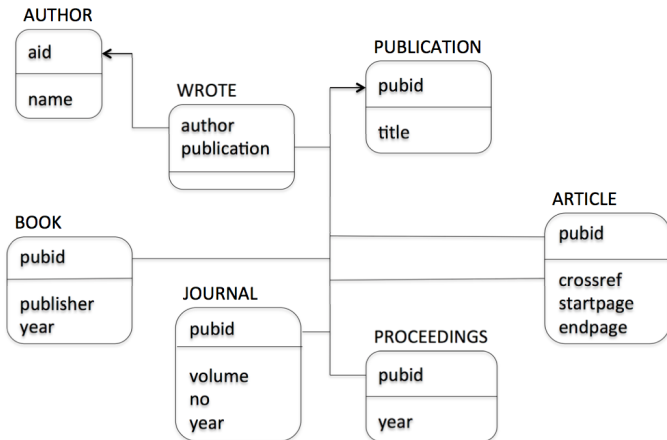 AUTHOR
aid
name
WROTE
author
publication
PUBLICATION
pubid
title
BOOK
pubid
publisher
year
JOURNAL
pubid
volume
no
year
PROCEEDINGS
pubid
year
ARTICLE
pubid
crossref
startpage
endpage